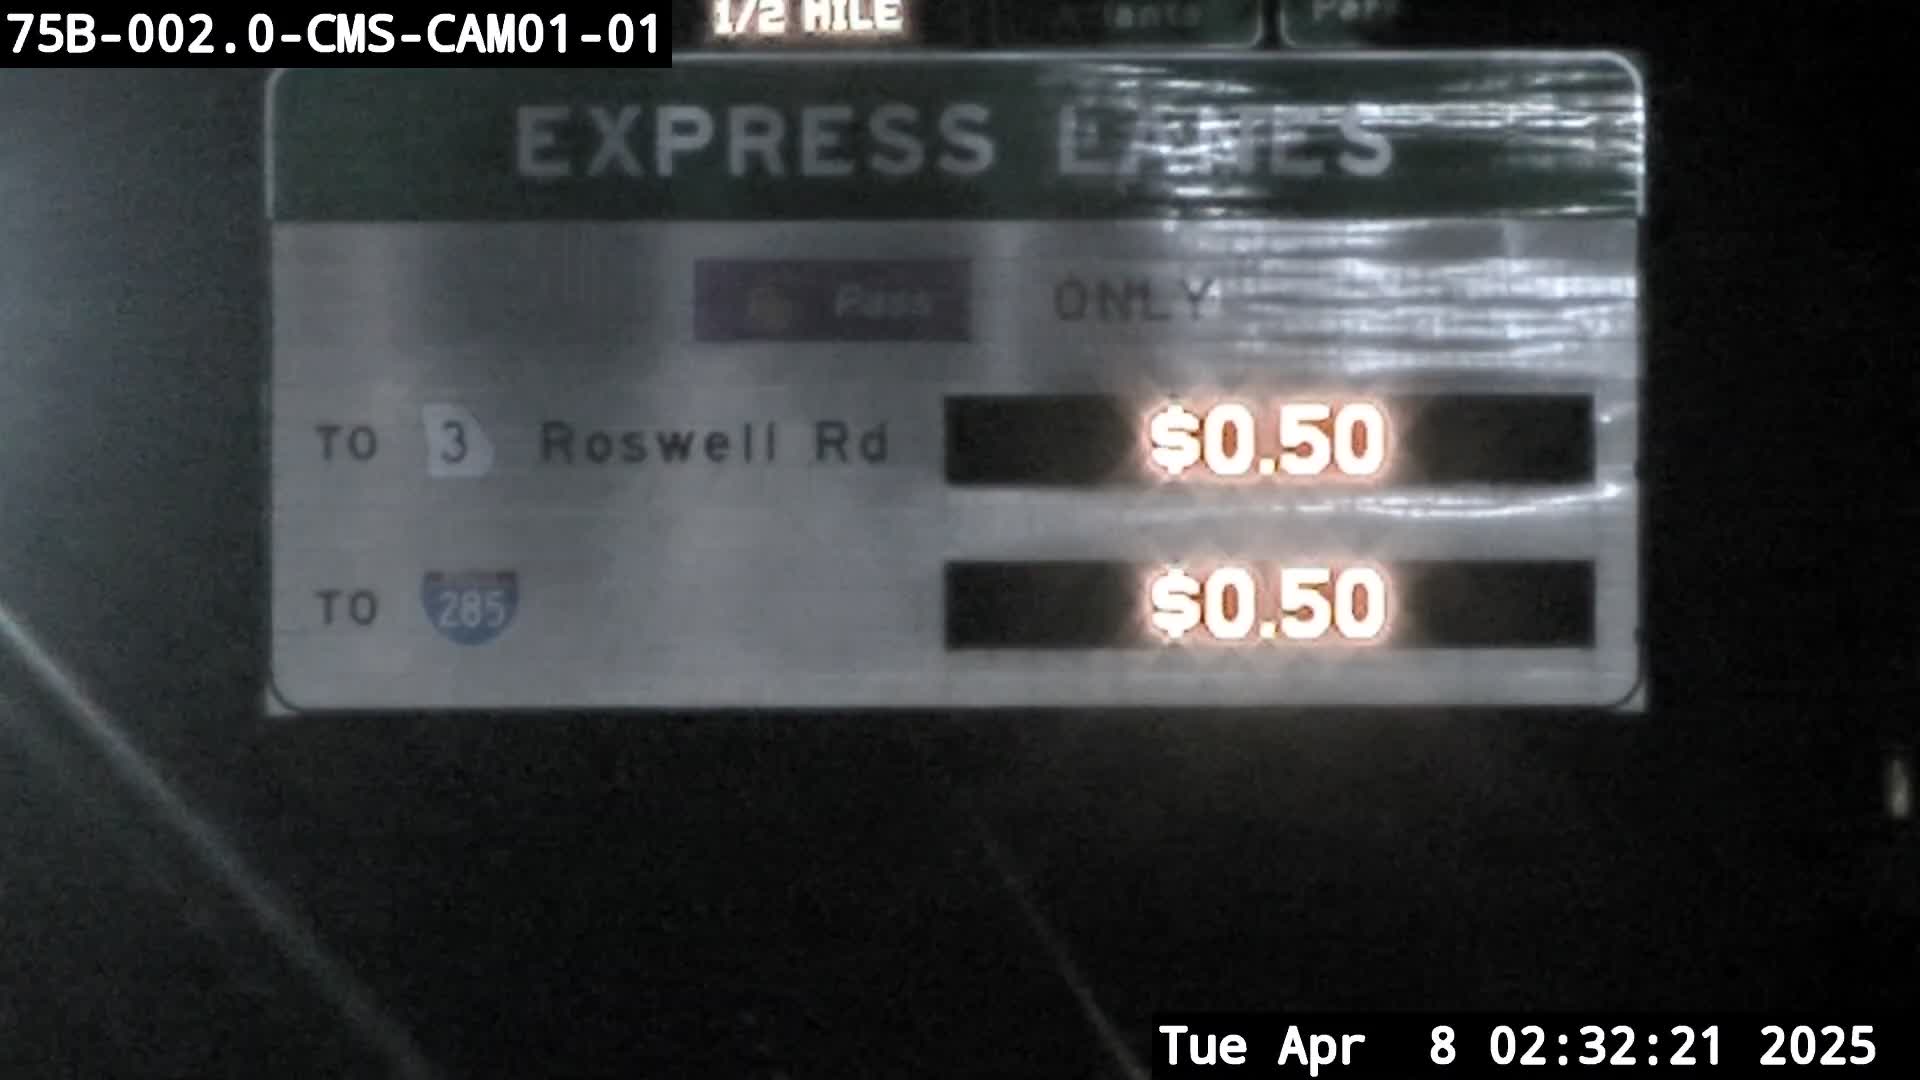 75B-002.0-CMS-CAM01-01
1/2 MILE
EXPRESS LANES
Pass ONLY
TO 3 Roswell Rd $0.50
TO 285 $0.50
Tue Apr 8 02:32:21 2025